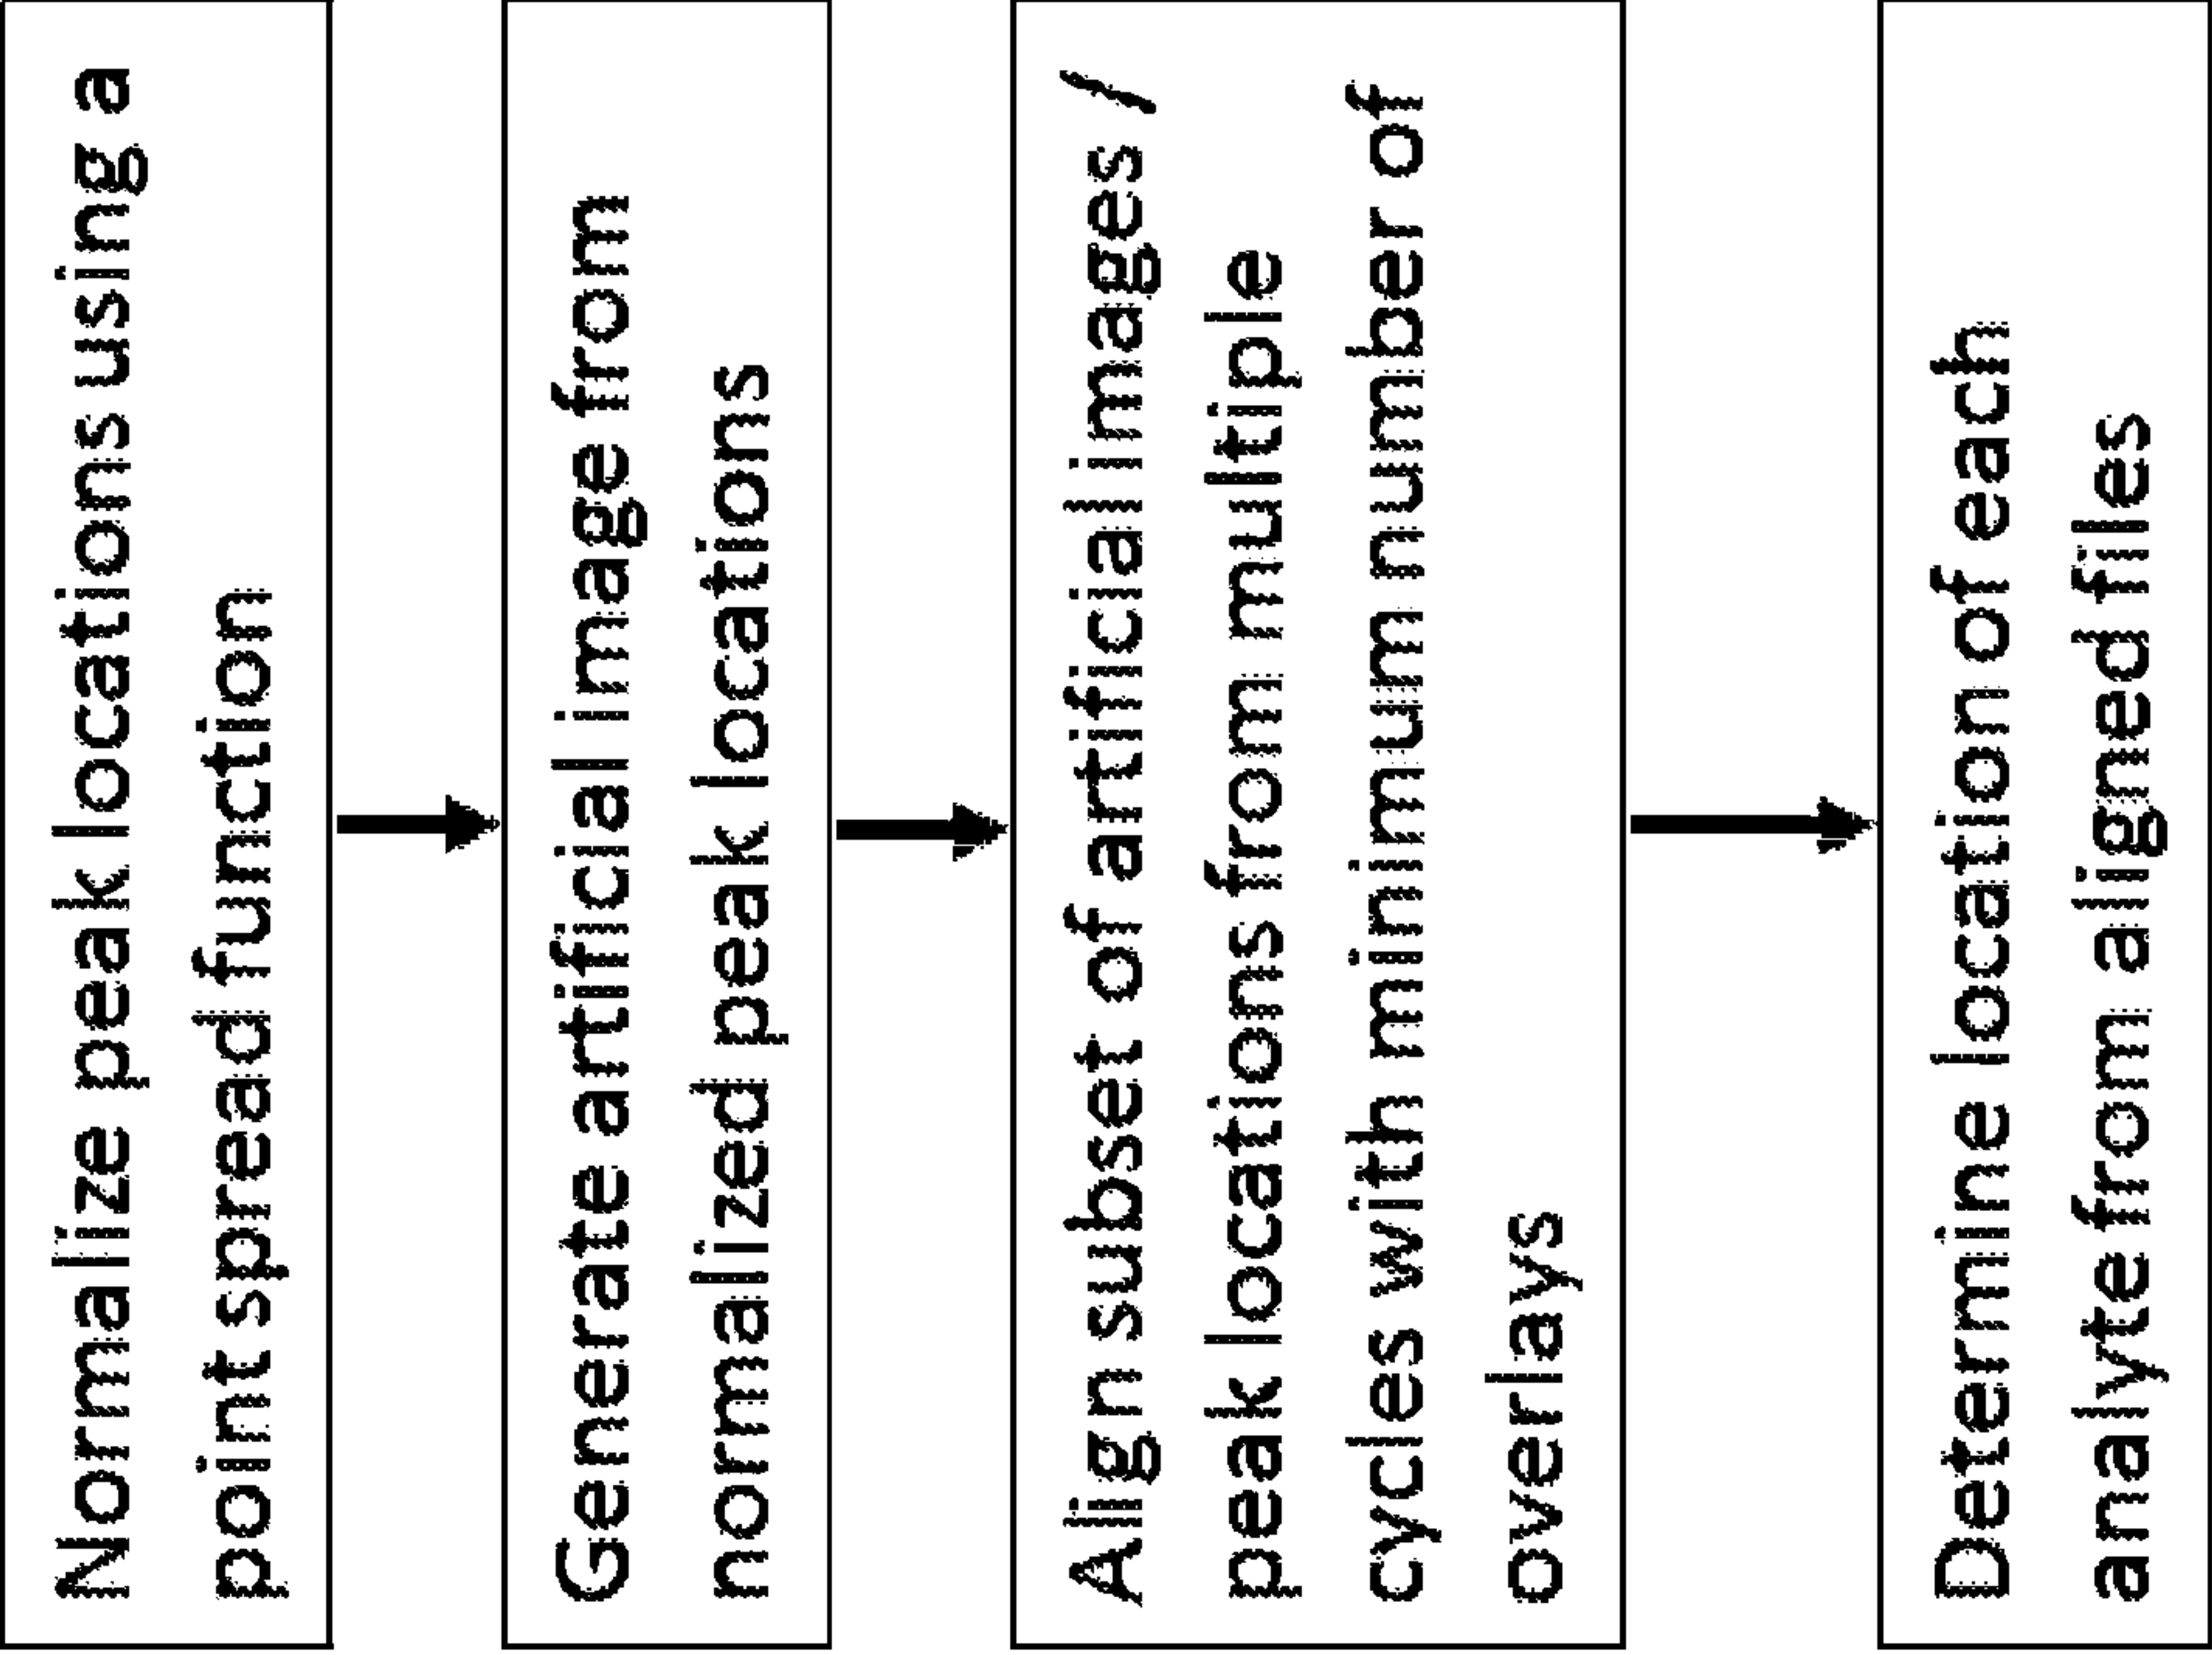 Normalize peak locations using a
point spread function
Generate artificial image from
normalized peak locations
Align subset of artificial images /
peak locations from multiple
cycles with minimum number of
overlays
Determine location of each
analyte from aligned files